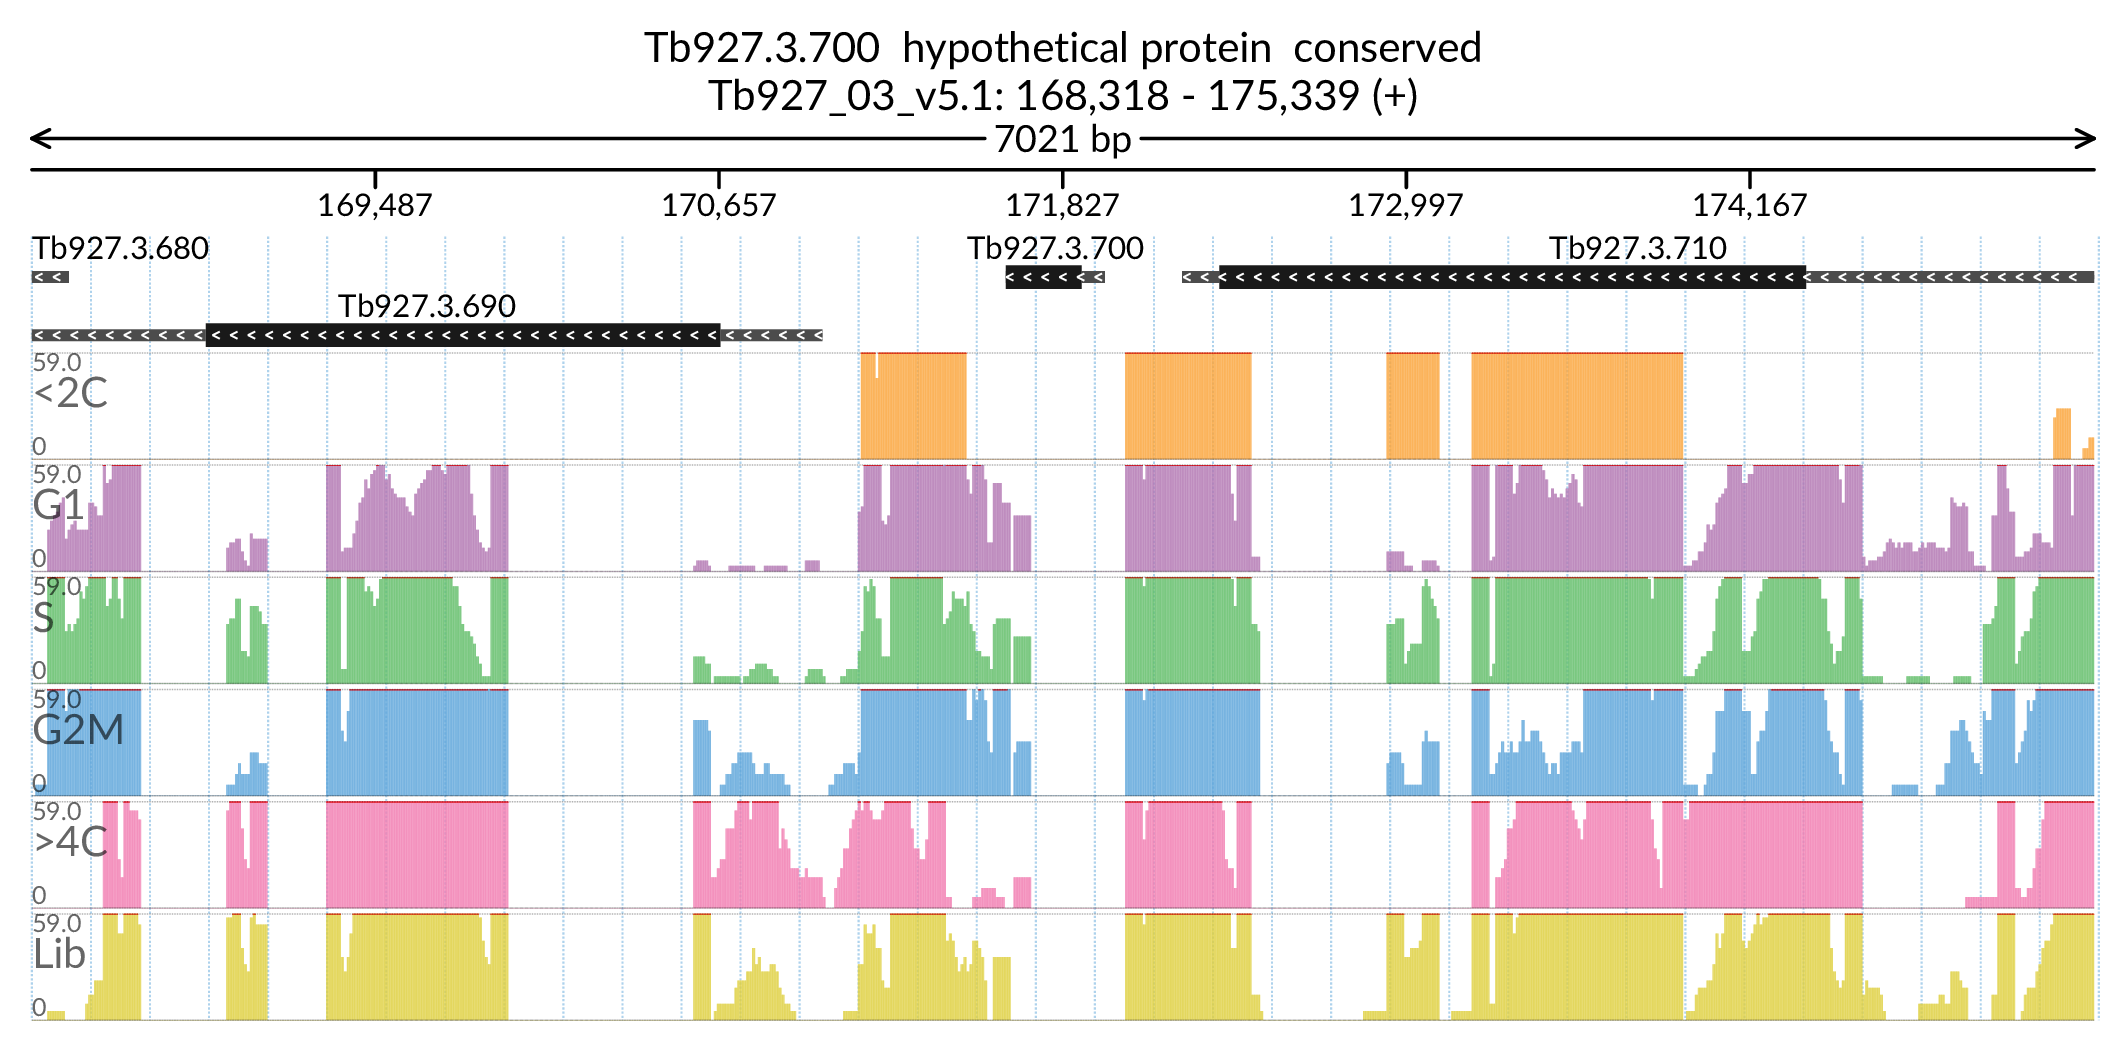 Tb927.3.700  hypothetical protein  conserved
Tb927_03_v5.1: 168,318 - 175,339 (+)
7021 bp
169,487 170,657 171,827 172,997 174,167
Tb927.3.680 Tb927.3.700 Tb927.3.710
Tb927.3.690
59.0
<2C
0
59.0
G1
0
59.0
S
0
59.0
G2M
0
59.0
>4C
0
59.0
Lib
0